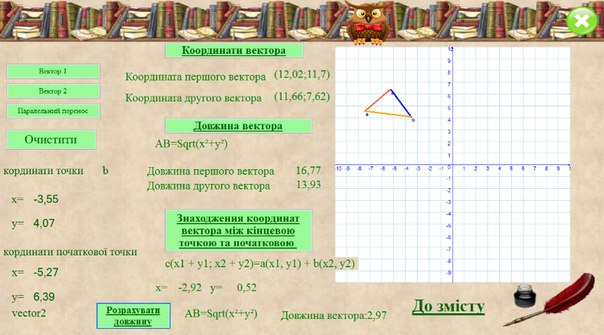 Координати вектора
Вектор 1
Координата першого вектора (12,02;11,7)
Вектор 2
Координата другого вектора (11,66;7,62)
Паралельний перенос
Довжина вектора
Очистити
AB=Sqrt(x²+y²)
кординати точки b
Довжина першого вектора 16,77
Довжина другого вектора 13,93
x= -3,55
y= 4,07
Знаходження координат
вектора між кінцевою
точкою та початковою
кординати початкової точки
c(x1 + y1; x2 + y2)=a(x1, y1) + b(x2, y2)
x= -5,27
x= -2,92 y= 0,52
y= 6,39
vector2
Розрахувати
довжину
AB=Sqrt(x²+y²)
Довжина вектора:2,97
До змісту
10
9
8
7
6
5
4
3
2
1
10 -9 -8 -7 -6 -5 -4 -3 -2 -1 0 1 2 3 4 5 6 7 8 9 1
-1
-2
-3
-4
-5
-6
-7
-8
-9
a